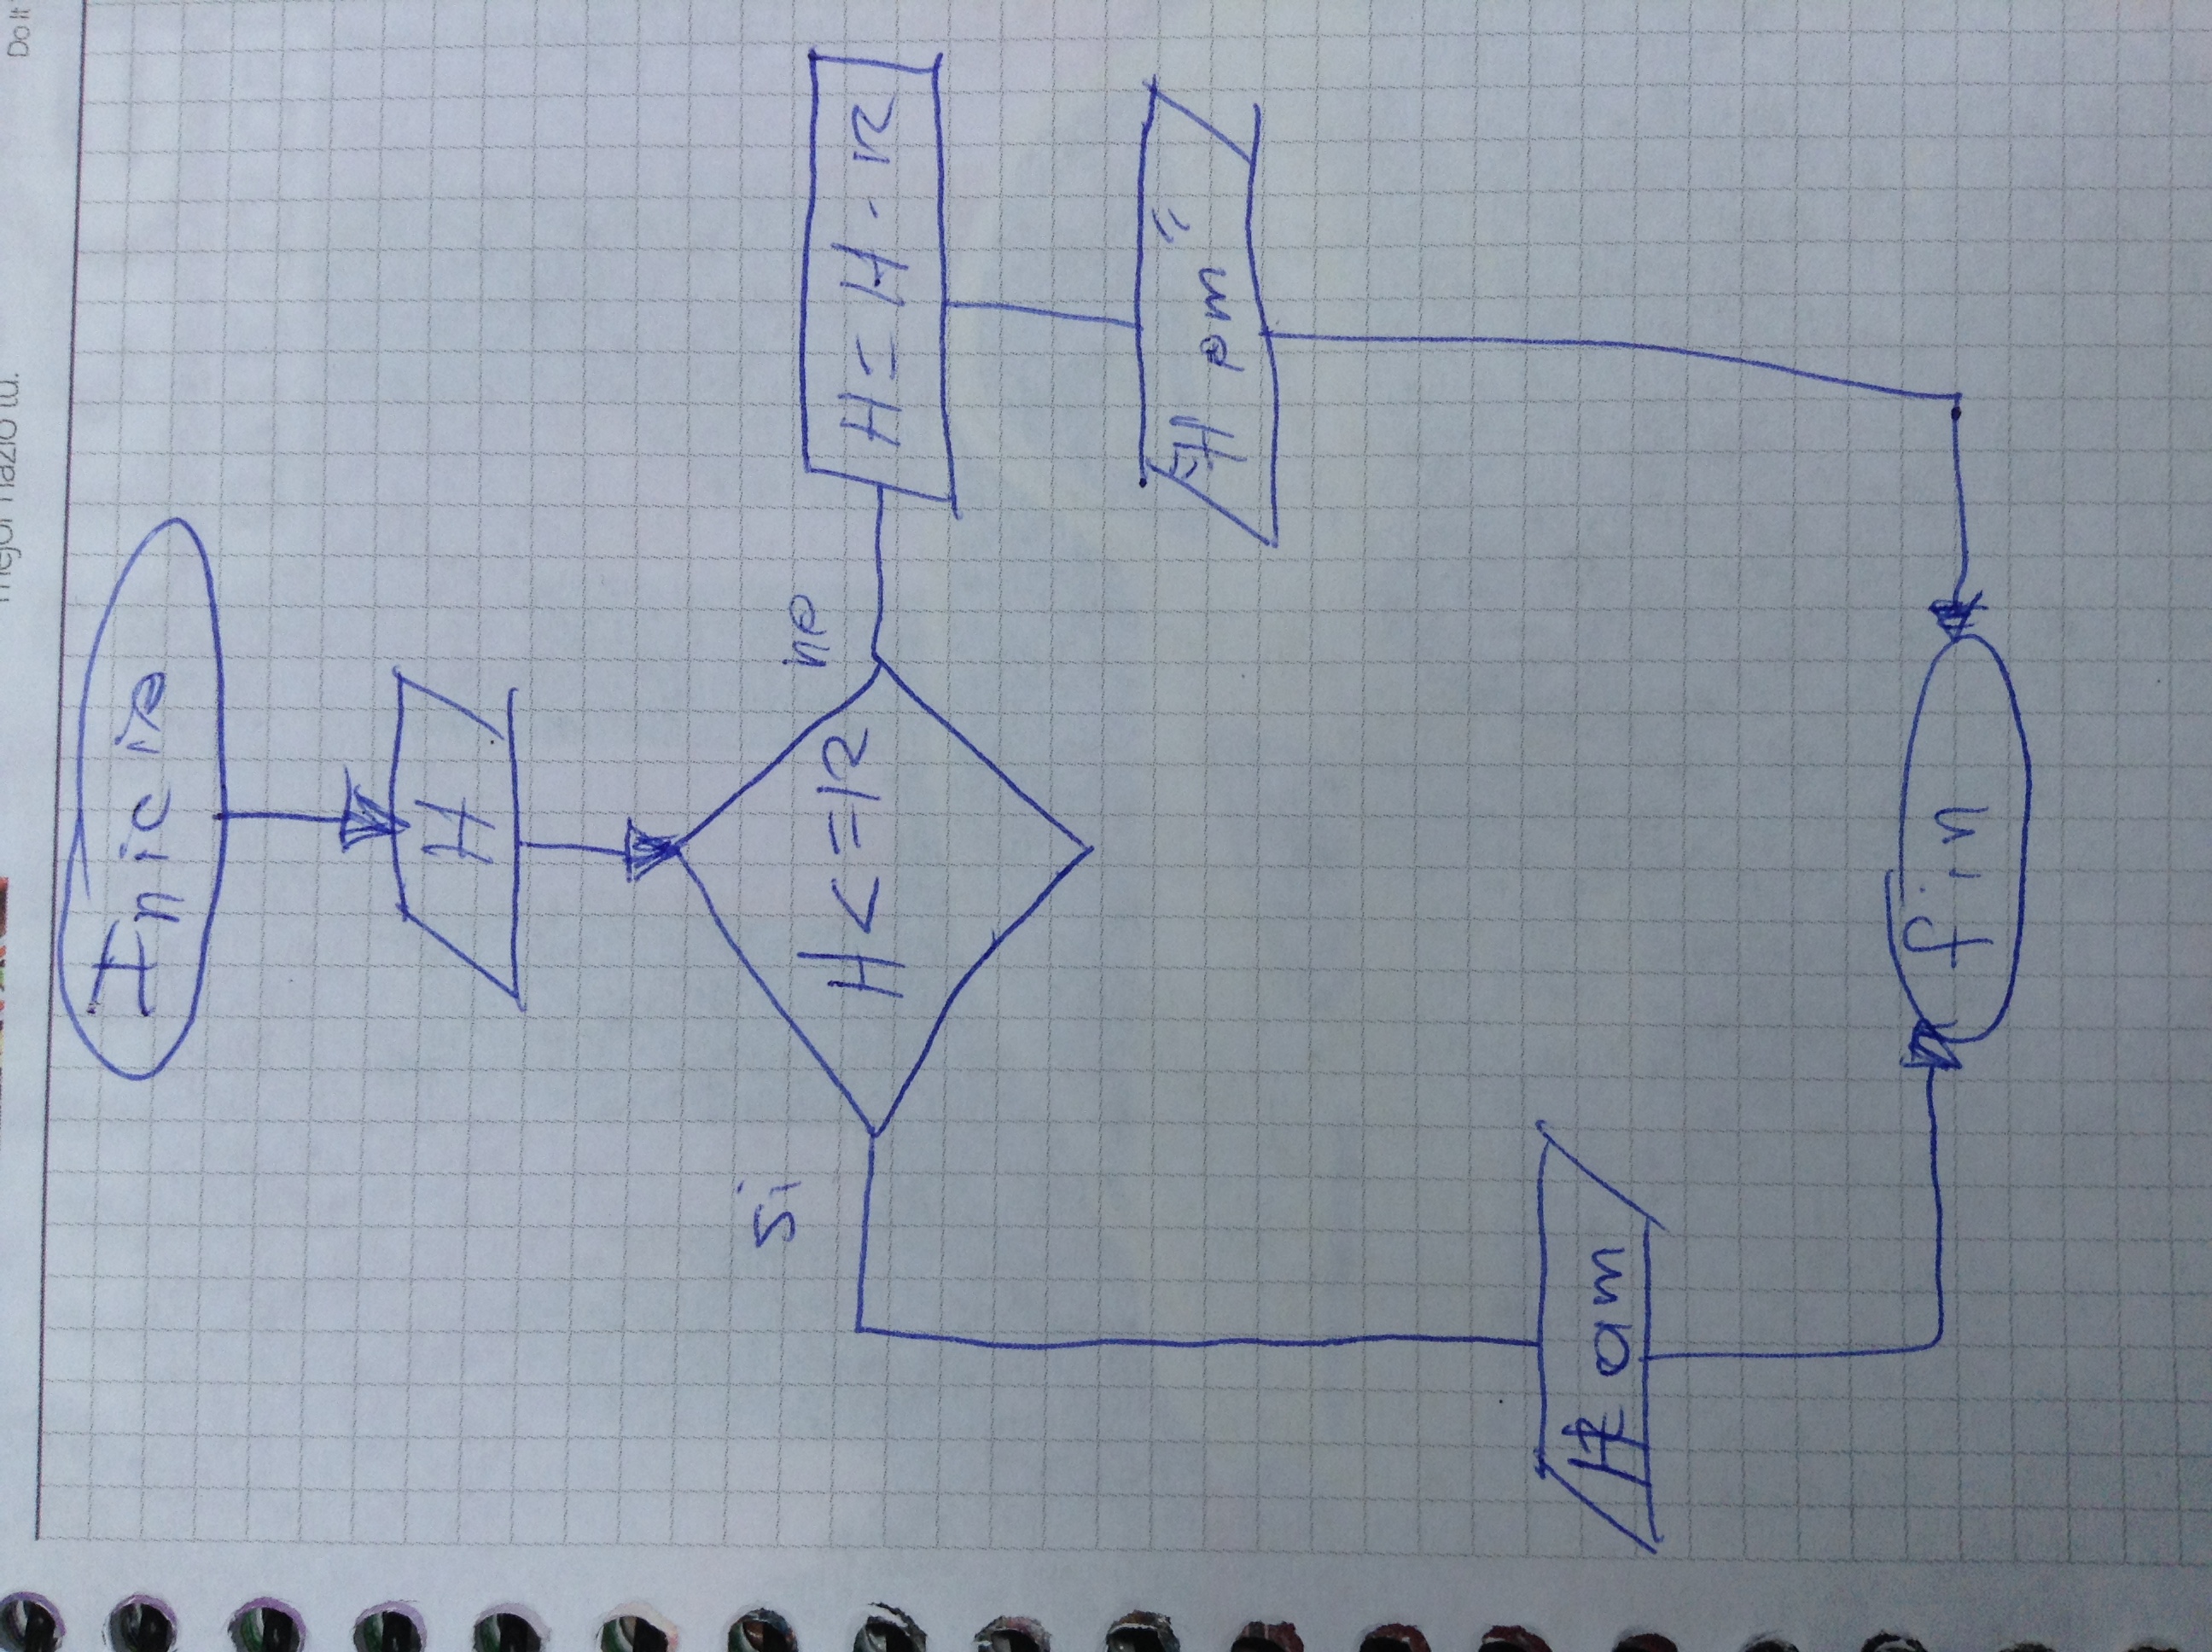 mejor hazlo tú.
Do It
Inicio
H
si
no
H<=12
H = H - 12
"H pm"
H am
fin